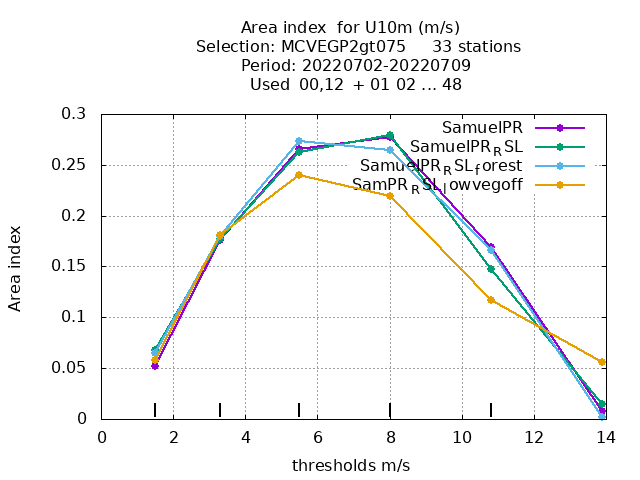 Area index for U10m (m/s)
Selection: MCVEGP2gt075 33 stations
Period: 20220702-20220709
Used 00,12 + 01 02 ... 48
SamuelPR
SamuelPR_RSL
SamuelPR_RSL_forest
SamPR_RSL_lowvegoff
Area index
0.3
0.25
0.2
0.15
0.1
0.05
0
0 2 4 6 8 10 12 14
thresholds m/s